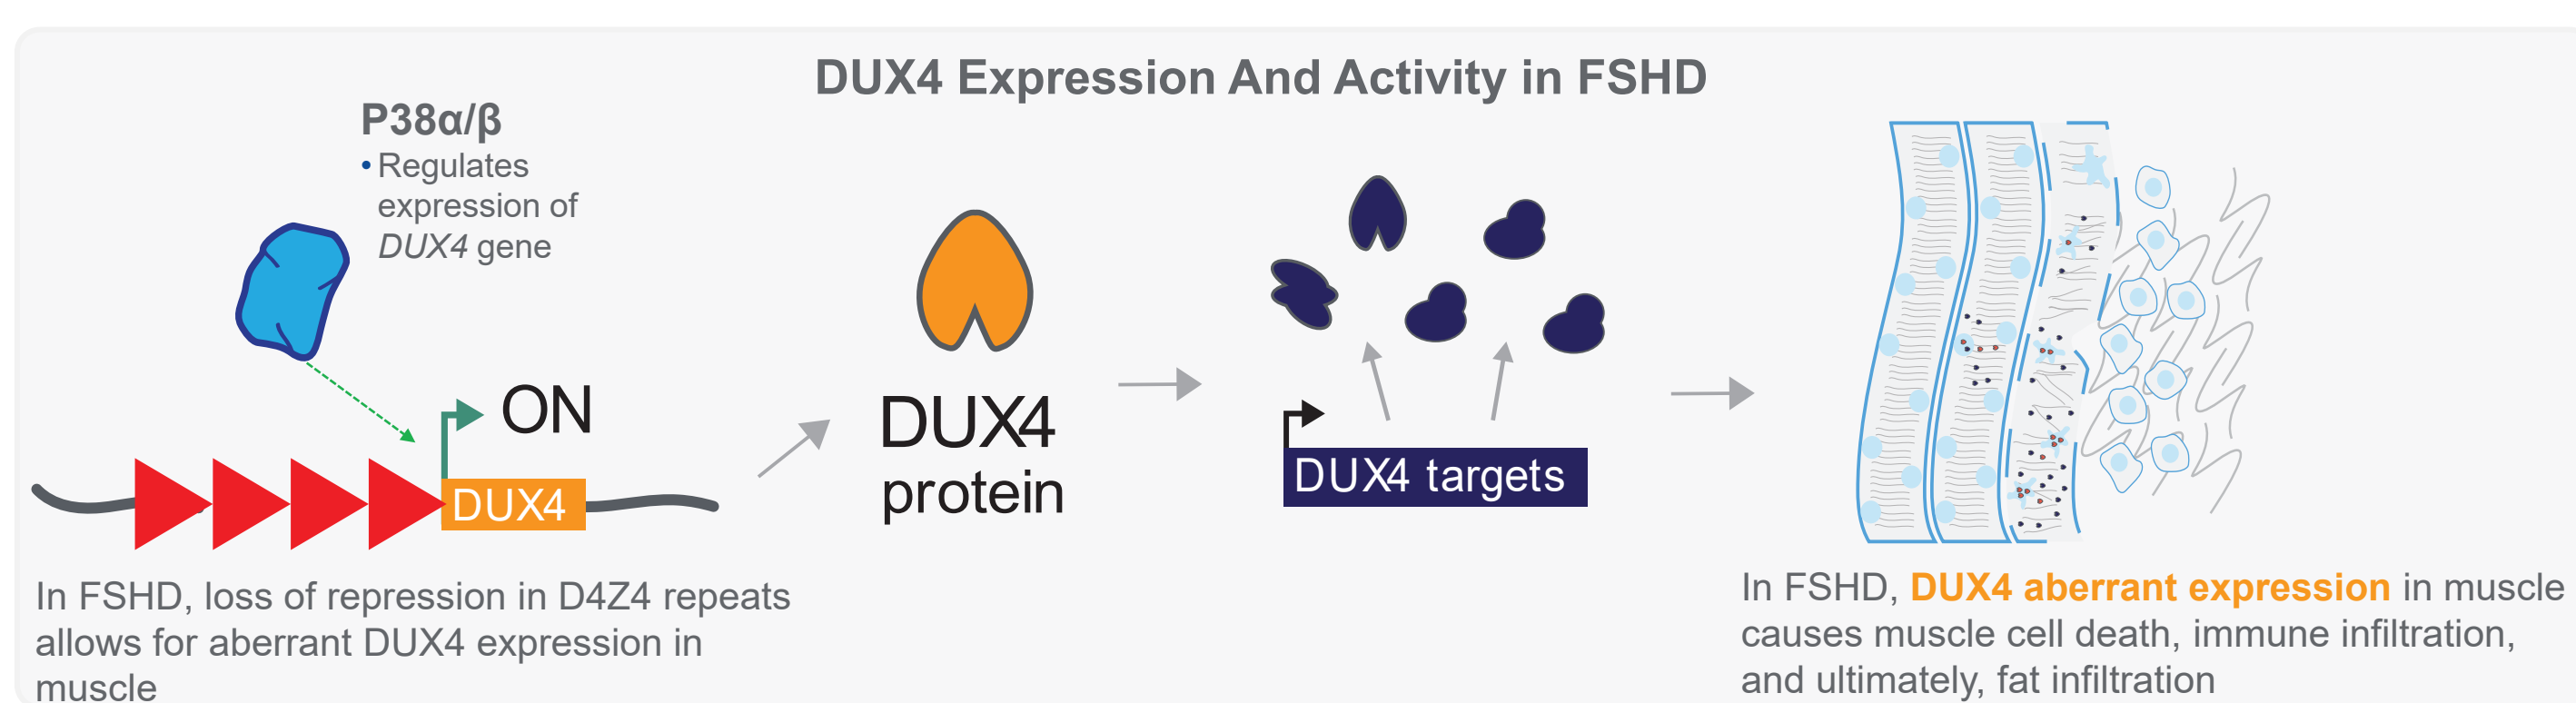 DUX4 Expression And Activity in FSHD
P38α/β
• Regulates
expression of
DUX4 gene
ON
DUX4
In FSHD, loss of repression in D4Z4 repeats
allows for aberrant DUX4 expression in
muscle
DUX4
protein
DUX4 targets
In FSHD, DUX4 aberrant expression in muscle
causes muscle cell death, immune infiltration,
and ultimately, fat infiltration